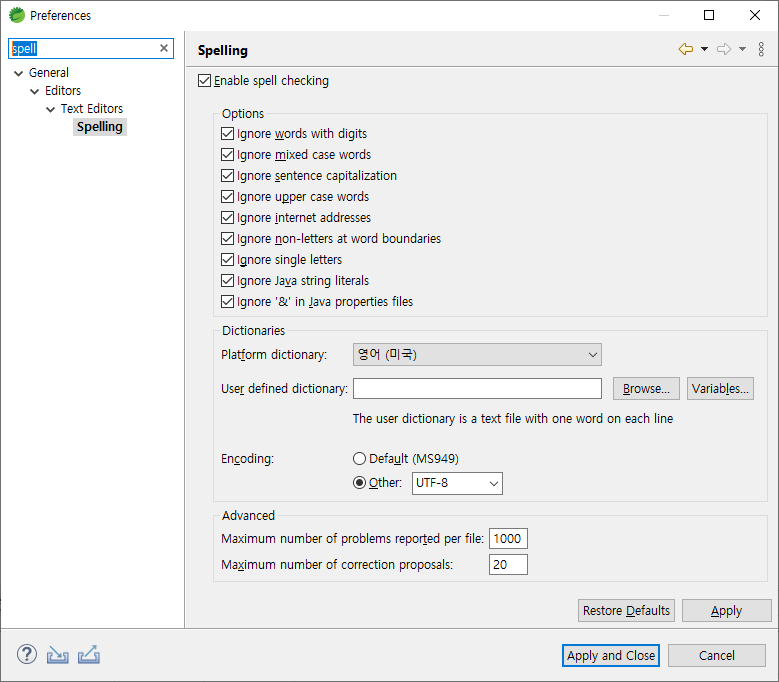 Preferences
spell
General
Editors
Text Editors
Spelling
Spelling
Enable spell checking
Options
Ignore words with digits
Ignore mixed case words
Ignore sentence capitalization
Ignore upper case words
Ignore internet addresses
Ignore non-letters at word boundaries
Ignore single letters
Ignore Java string literals
Ignore '&' in Java properties files
Dictionaries
Platform dictionary: 영어 (미국)
User defined dictionary: Browse... Variables...
The user dictionary is a text file with one word on each line
Encoding: Default (MS949)
Other: UTF-8
Advanced
Maximum number of problems reported per file: 1000
Maximum number of correction proposals: 20
Restore Defaults Apply
? Apply and Close Cancel